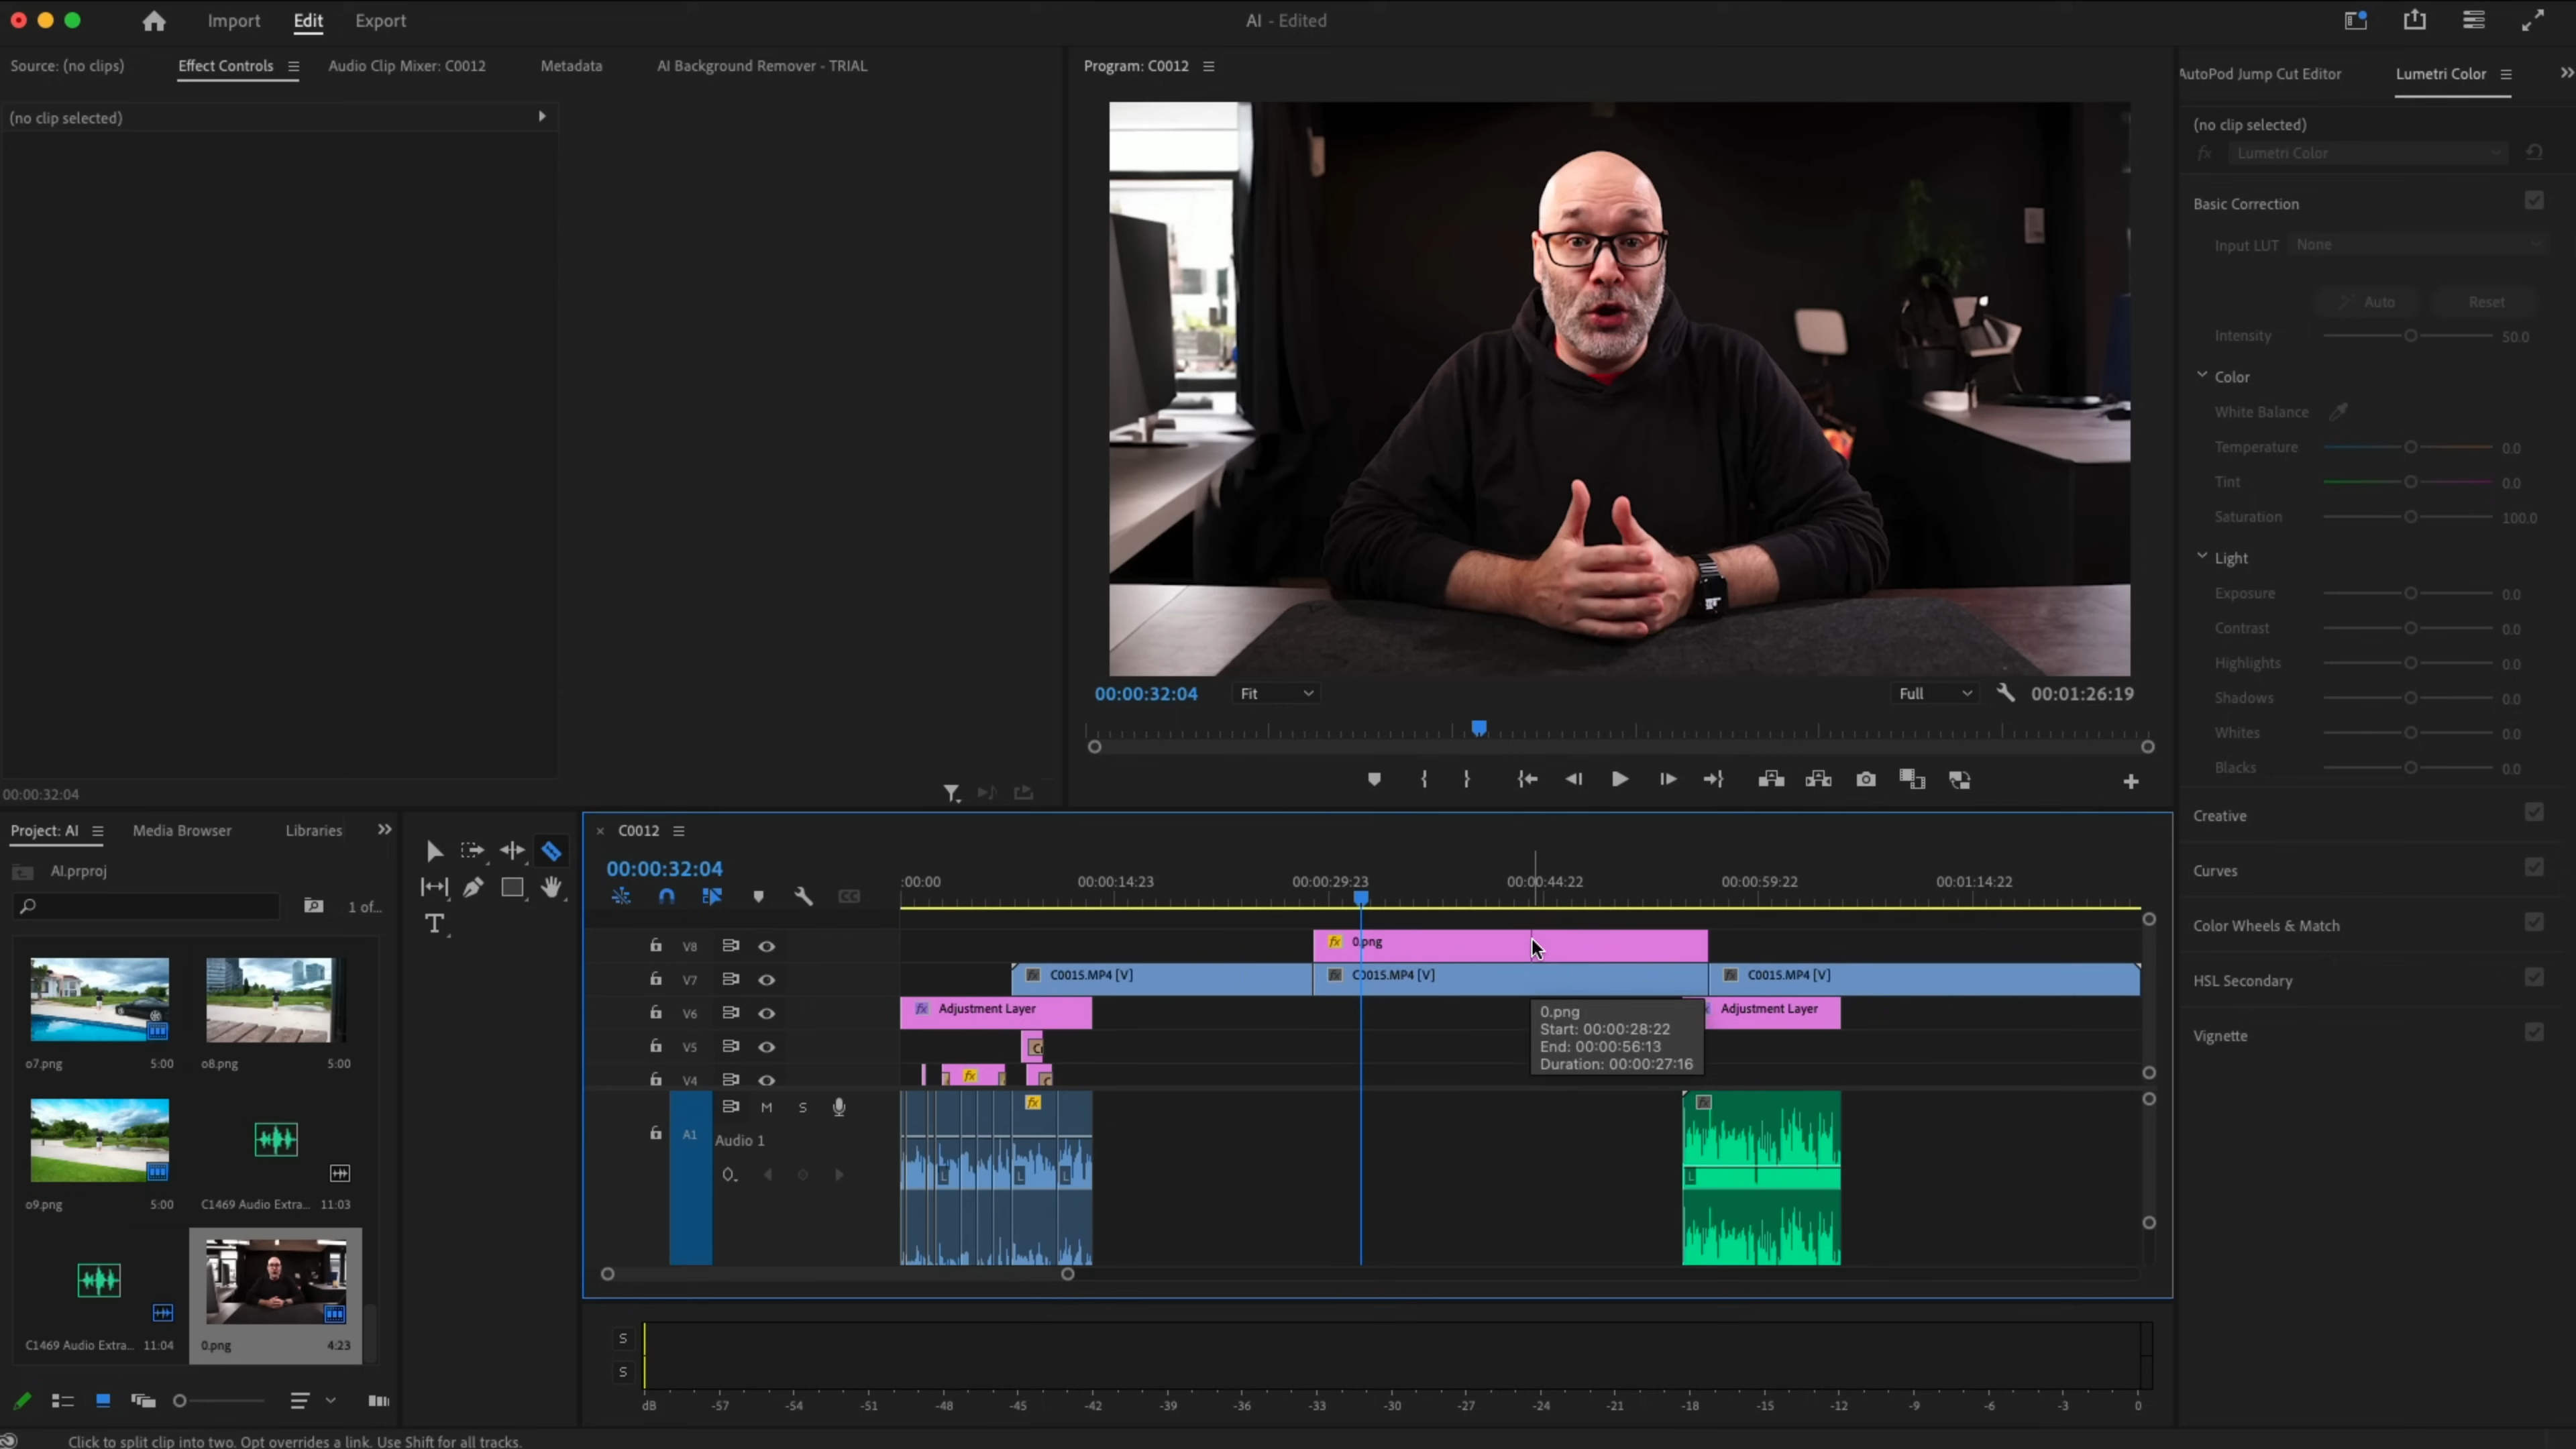 Import Edit Export
AI - Edited
Source: (no clips) Effect Controls Audio Clip Mixer: C0012 Metadata AI Background Remover - TRIAL
(no clip selected)
00:00:32:04
Program: C0012
00:00:32:04 Fit Full 00:01:26:19
AutoPod Jump Cut Editor Lumetri Color
(no clip selected)
fx Lumetri Color
Basic Correction
Input LUT None
Auto Reset
Intensity 50.0
Color
White Balance
Temperature 0.0
Tint 0.0
Saturation 100.0
Light
Exposure 0.0
Contrast 0.0
Highlights 0.0
Shadows 0.0
Whites 0.0
Blacks 0.0
Creative
Curves
Color Wheels & Match
HSL Secondary
Vignette
Project: AI Media Browser Libraries
AI.prproj
1 of...
o7.png 5:00
o8.png 5:00
o9.png 5:00
C1469 Audio Extra... 11:03
C1469 Audio Extra... 11:04
0.png 4:23
T
C0012
00:00:32:04
:00:00 00:00:14:23 00:00:29:23 00:00:44:22 00:00:59:22 00:01:14:22
V8 fx 0.png
V7 fx C0015.MP4 [V] fx C0015.MP4 [V] fx C0015.MP4 [V]
V6 fx Adjustment Layer Adjustment Layer
V5
V4 fx
0.png
Start: 00:00:28:22
End: 00:00:56:13
Duration: 00:00:27:16
M S fx fx
A1 Audio 1
L L L L
S
S
dB -57 -54 -51 -48 -45 -42 -39 -36 -33 -30 -27 -24 -21 -18 -15 -12 -9 -6 -3 0
Click to split clip into two. Opt overrides a link. Use Shift for all tracks.